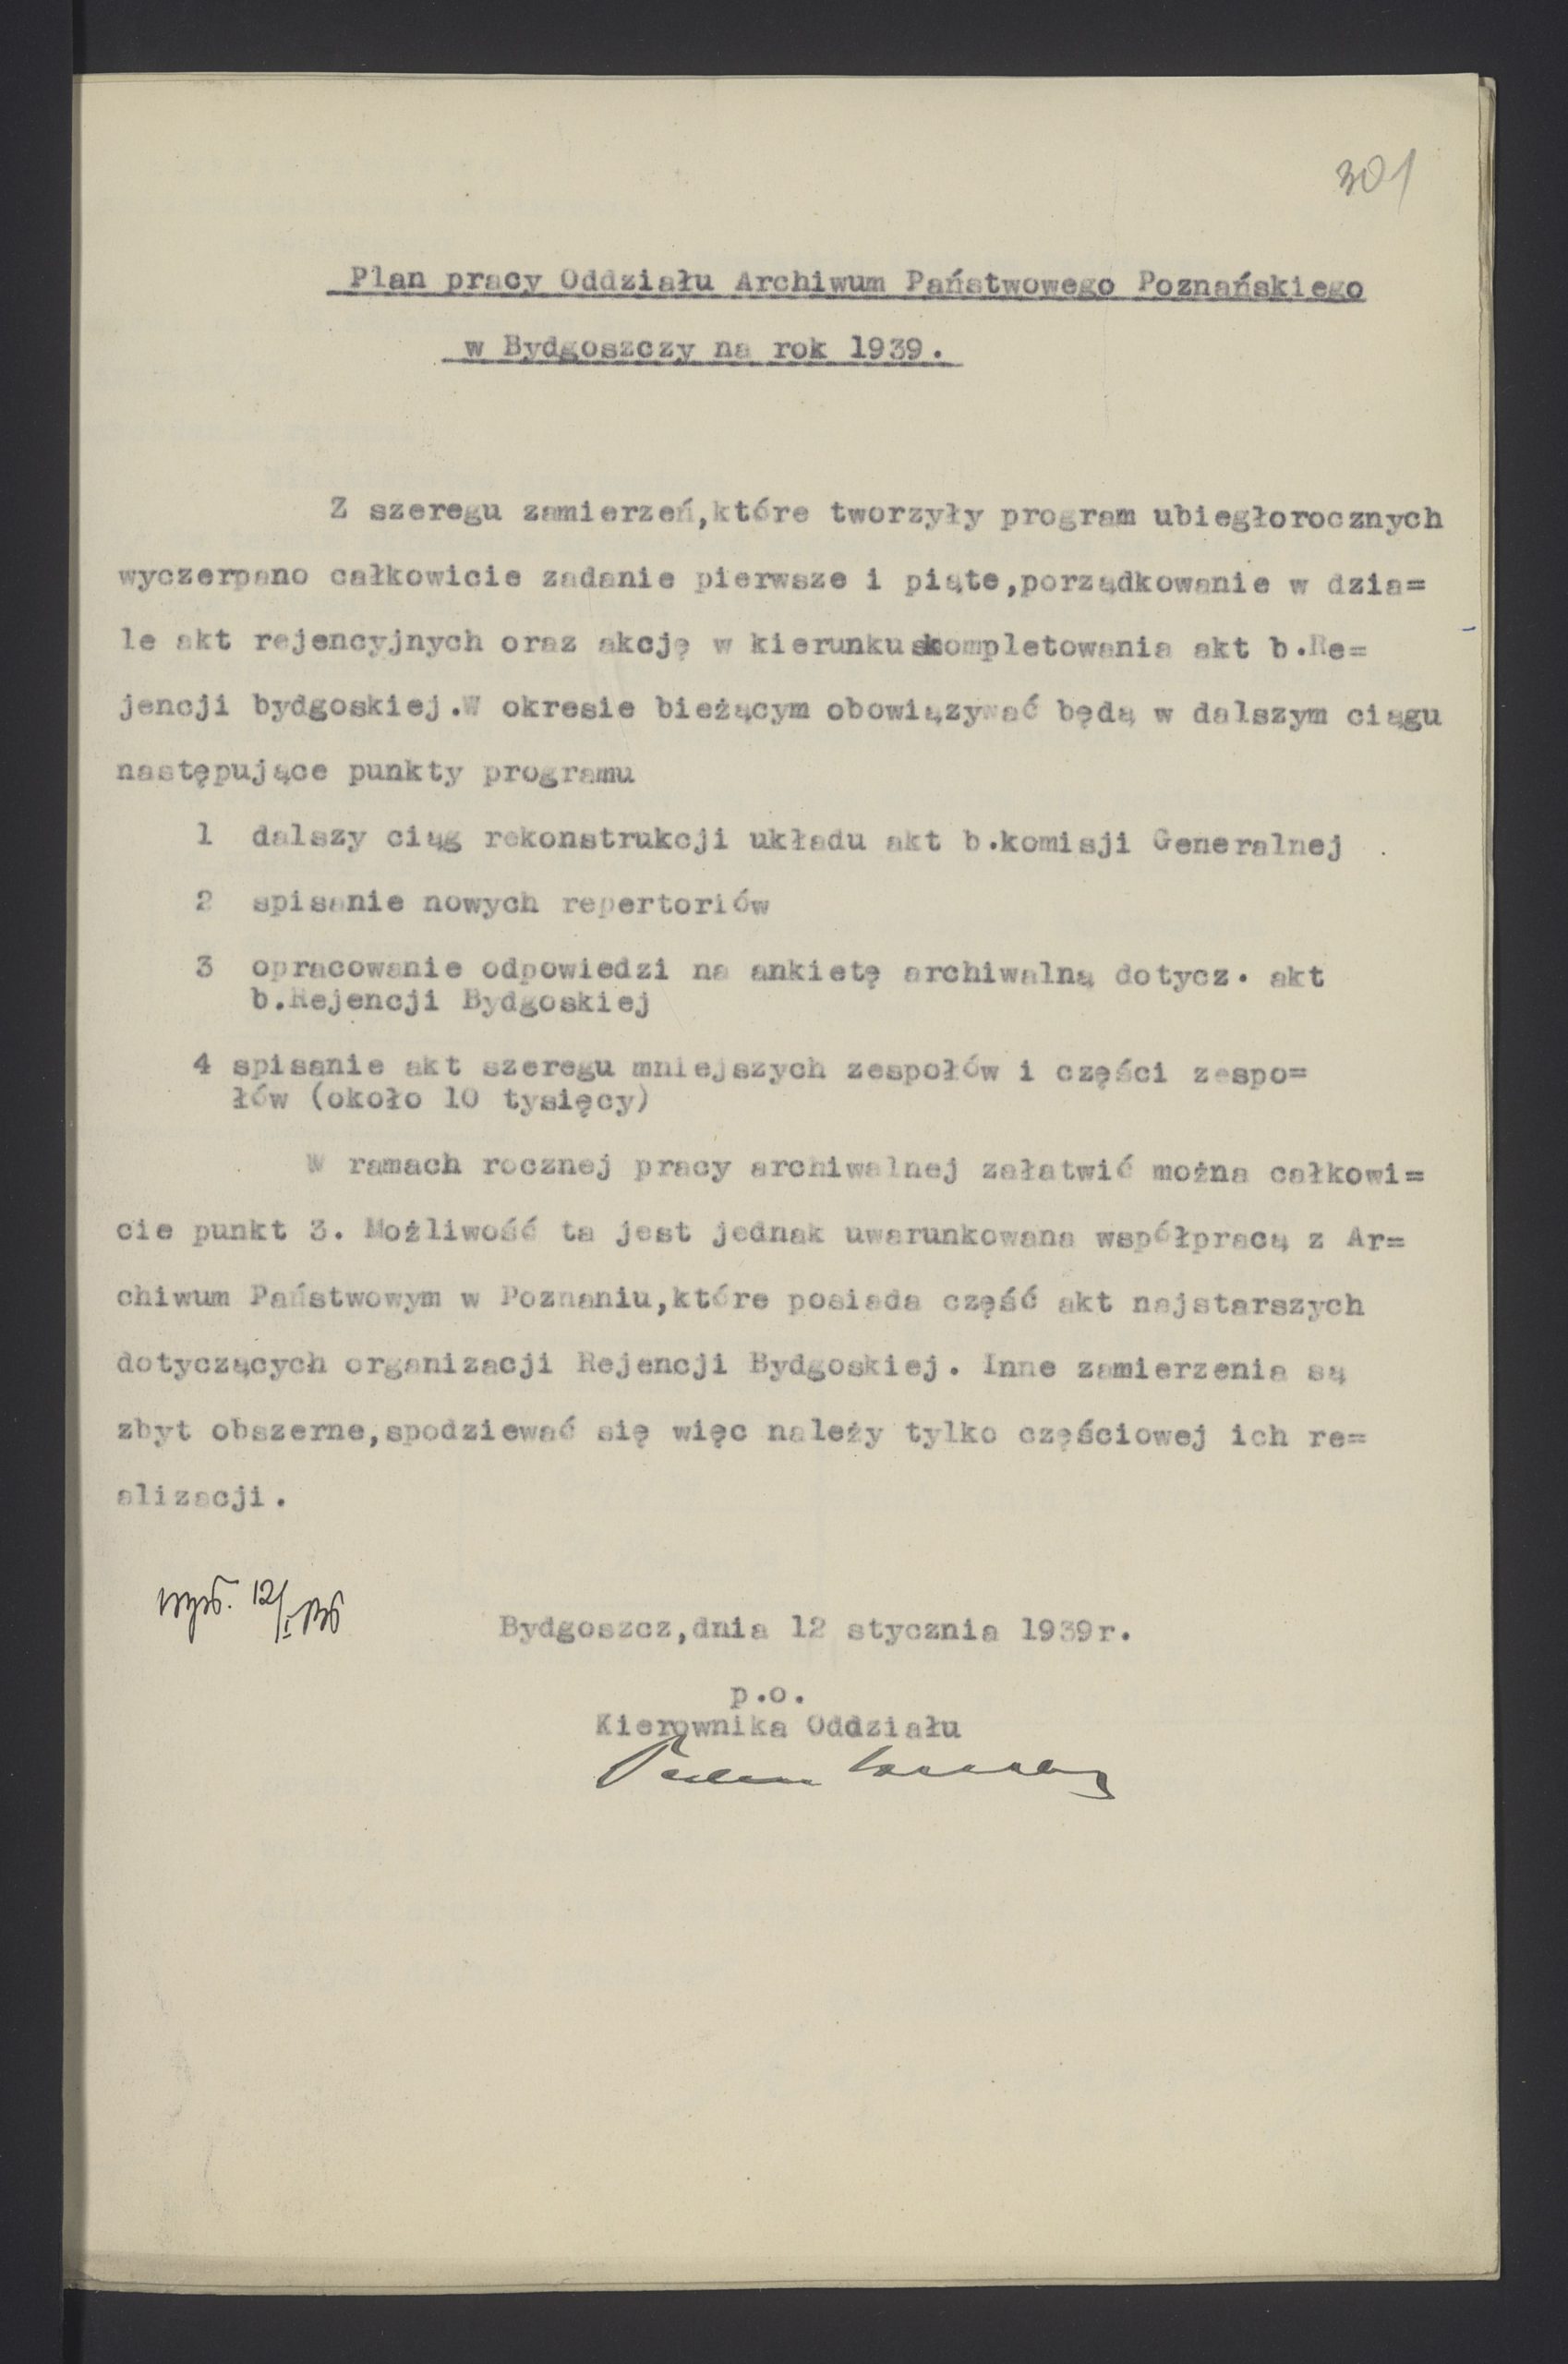 301
Plan pracy Oddziału Archiwum Państwowego Poznańskiego
w Bydgoszczy na rok 1939.
Z szeregu zamierzeń,które tworzyły program ubiegłorocznych
wyczerpano całkowicie zadanie pierwsze i piąte,porządkowanie w dzia=
le akt rejencyjnych oraz akcję w kierunku skompletowania akt b.Re=
jencji bydgoskiej.W okresie bieżącym obowiązywać będą w dalszym ciągu
następujące punkty programu
1 dalszy ciąg rekonstrukcji układu akt b.komisji Generalnej
2 spisanie nowych repertoriów
3 opracowanie odpowiedzi na ankietę archiwalną dotycz. akt
b.Rejencji Bydgoskiej
4 spisanie akt szeregu mniejszych zespołów i części zespo=
łów (około 10 tysięcy)
W ramach rocznej pracy archiwalnej załatwić można całkowi=
cie punkt 3. Możliwość ta jest jednak uwarunkowana współpracą z Ar=
chiwum Państwowym w Poznaniu,które posiada część akt najstarszych
dotyczących organizacji Rejencji Bydgoskiej. Inne zamierzenia są
zbyt obszerne,spodziewać się więc należy tylko częściowej ich re=
alizacji.
12/I
Bydgoszcz,dnia 12 stycznia 1939r.
p.o.
Kierownika Oddziału